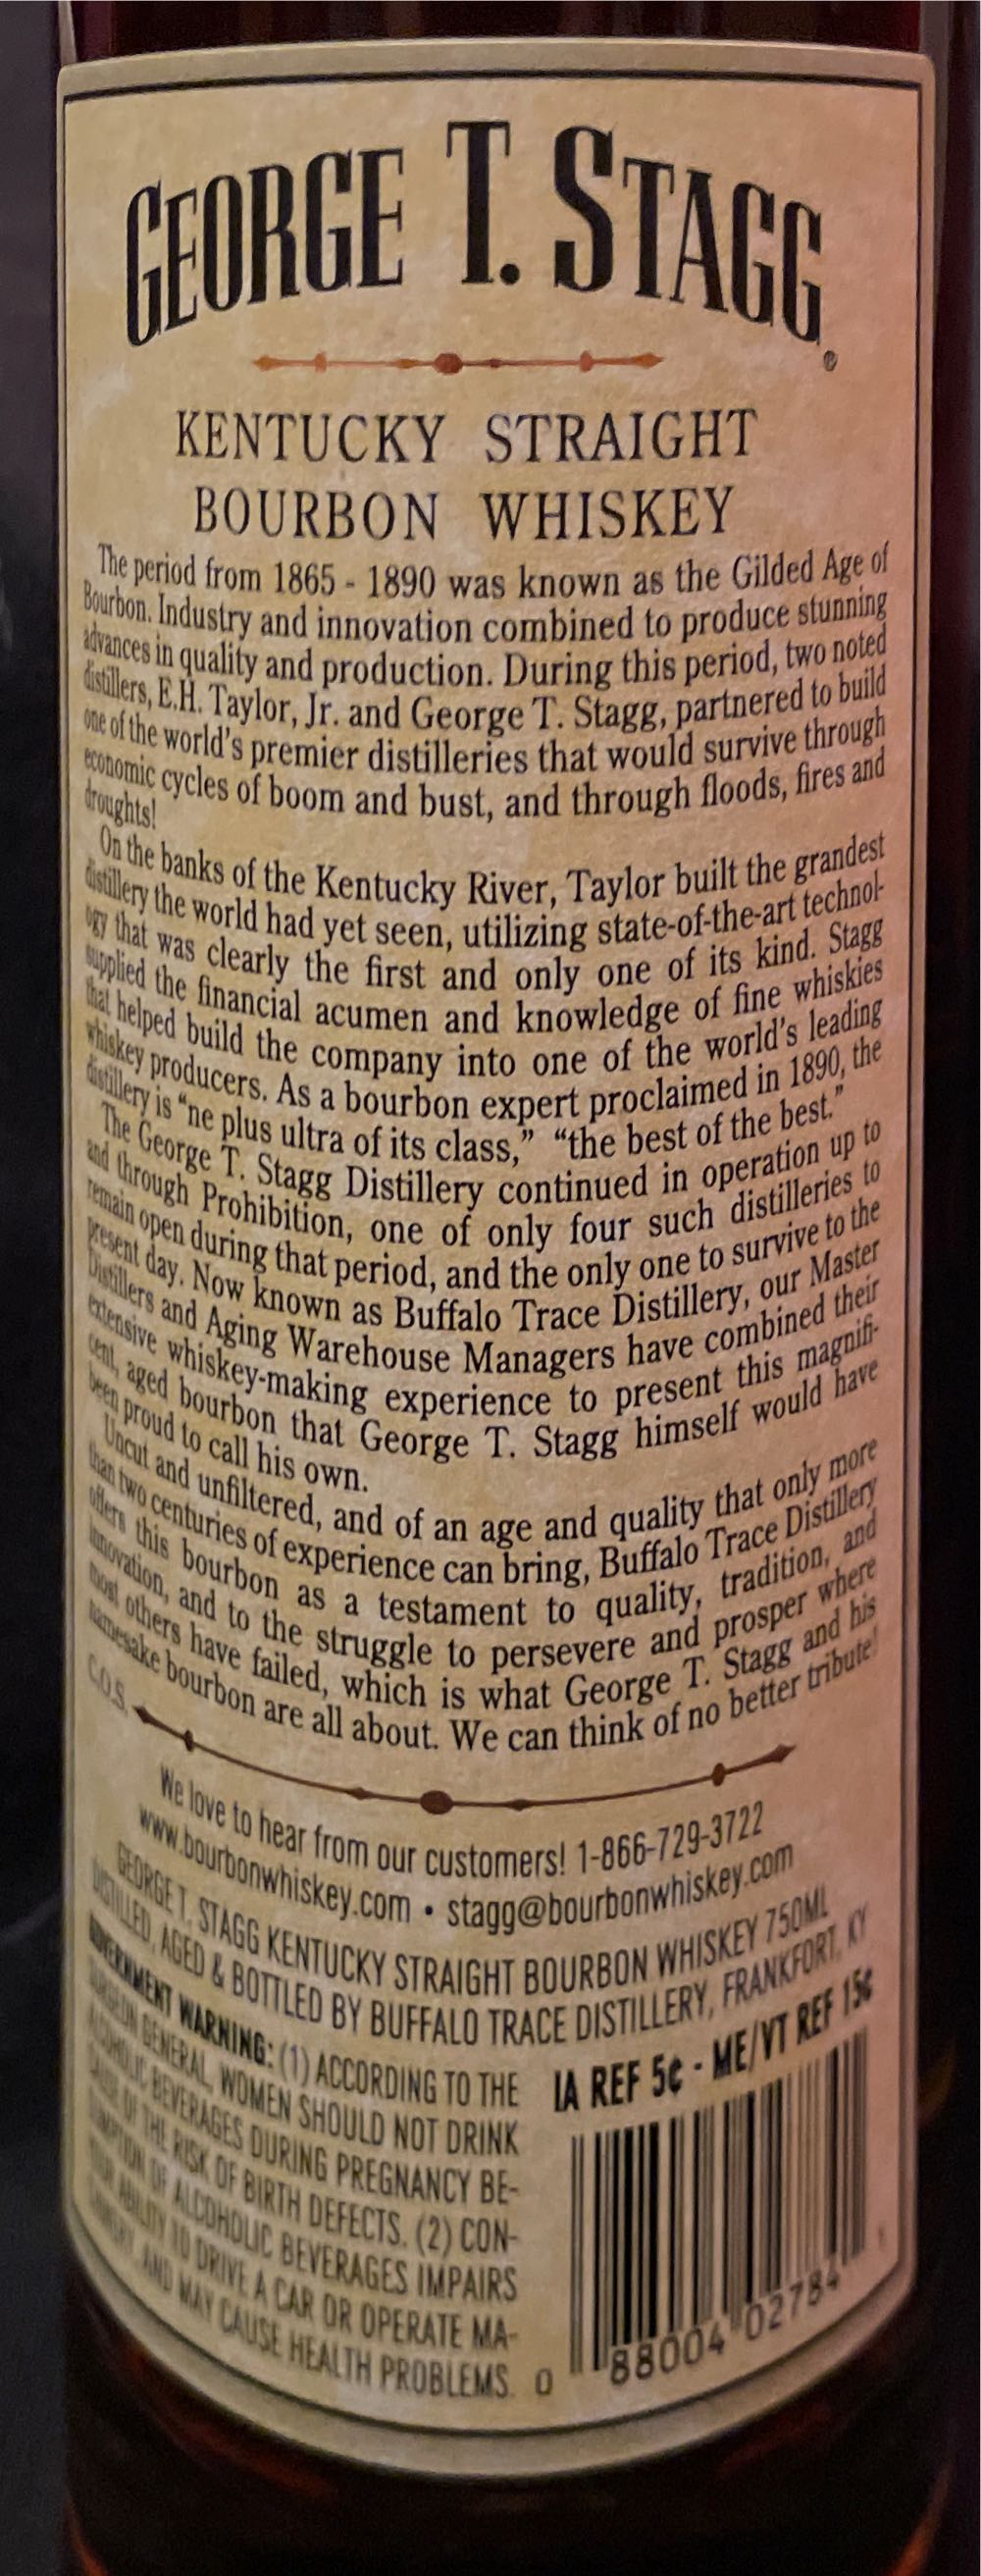 GEORGE T. STAGG®
KENTUCKY STRAIGHT
BOURBON WHISKEY
The period from 1865 - 1890 was known as the Gilded Age of
Bourbon. Industry and innovation combined to produce stunning
advances in quality and production. During this period, two noted
distillers, E.H. Taylor, Jr. and George T. Stagg, partnered to build
one of the world's premier distilleries that would survive through
economic cycles of boom and bust, and through floods, fires and
droughts!
On the banks of the Kentucky River, Taylor built the grandest
distillery the world had yet seen, utilizing state-of-the-art technol-
ogy that was clearly the first and only one of its kind. Stagg
supplied the financial acumen and knowledge of fine whiskies
that helped build the company into one of the world's leading
whiskey producers. As a bourbon expert proclaimed in 1890, the
distillery is "ne plus ultra of its class," "the best of the best."
The George T. Stagg Distillery continued in operation up to
and through Prohibition, one of only four such distilleries to
remain open during that period, and the only one to survive to the
present day. Now known as Buffalo Trace Distillery, our Master
Distillers and Aging Warehouse Managers have combined their
extensive whiskey-making experience to present this magnifi-
cent, aged bourbon that George T. Stagg himself would have
been proud to call his own.
Uncut and unfiltered, and of an age and quality that only more
than two centuries of experience can bring, Buffalo Trace Distillery
offers this bourbon as a testament to quality, tradition, and
innovation, and to the struggle to persevere and prosper where
most others have failed, which is what George T. Stagg and his
namesake bourbon are all about. We can think of no better tribute!
C.O.S.
We love to hear from our customers! 1-866-729-3722
www.bourbonwhiskey.com • stagg@bourbonwhiskey.com
GEORGE T. STAGG KENTUCKY STRAIGHT BOURBON WHISKEY 750ML
DISTILLED, AGED & BOTTLED BY BUFFALO TRACE DISTILLERY, FRANKFORT, KY
GOVERNMENT WARNING: (1) ACCORDING TO THE
SURGEON GENERAL, WOMEN SHOULD NOT DRINK
ALCOHOLIC BEVERAGES DURING PREGNANCY BE-
CAUSE OF THE RISK OF BIRTH DEFECTS. (2) CON-
SUMPTION OF ALCOHOLIC BEVERAGES IMPAIRS
YOUR ABILITY TO DRIVE A CAR OR OPERATE MA-
CHINERY, AND MAY CAUSE HEALTH PROBLEMS.
IA REF 5¢ - ME/VT REF 15¢
0 88004 02784